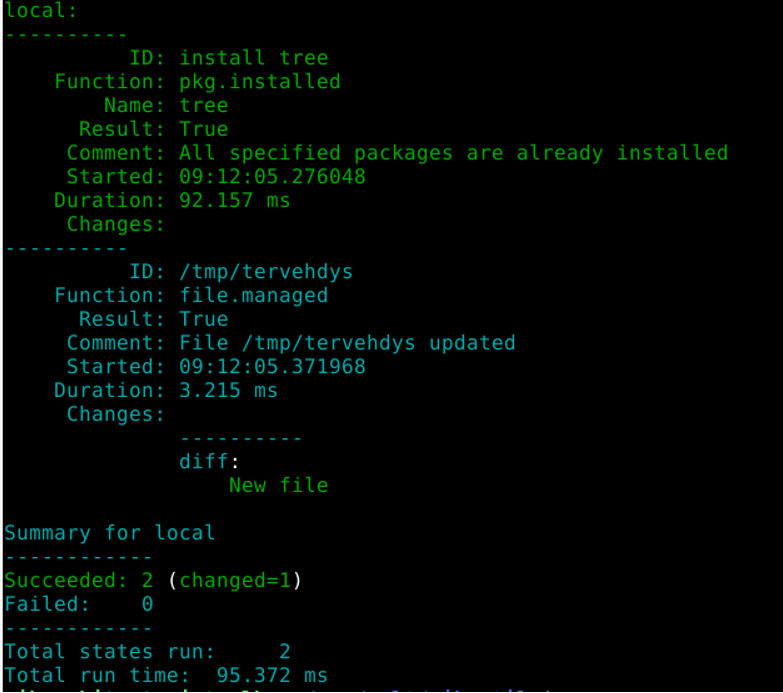 local:
----------
          ID: install tree
    Function: pkg.installed
        Name: tree
      Result: True
     Comment: All specified packages are already installed
     Started: 09:12:05.276048
    Duration: 92.157 ms
     Changes:
----------
          ID: /tmp/tervehdys
    Function: file.managed
      Result: True
     Comment: File /tmp/tervehdys updated
     Started: 09:12:05.371968
    Duration: 3.215 ms
     Changes:
              ----------
              diff:
                  New file

Summary for local
------------
Succeeded: 2 (changed=1)
Failed:    0
------------
Total states run:     2
Total run time:  95.372 ms